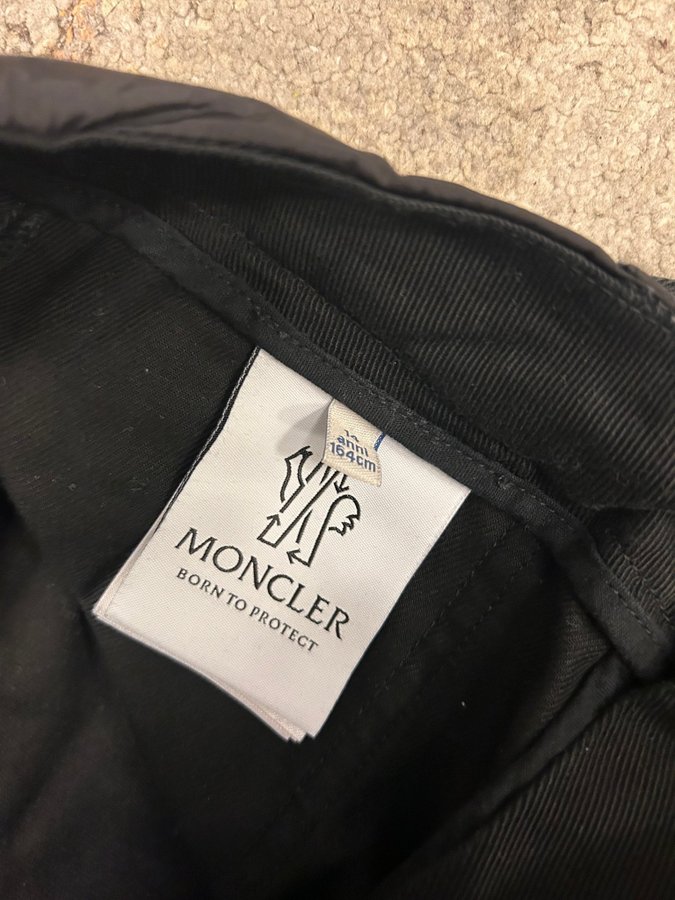 14
anni
164cm
MONCLER
BORN TO PROTECT